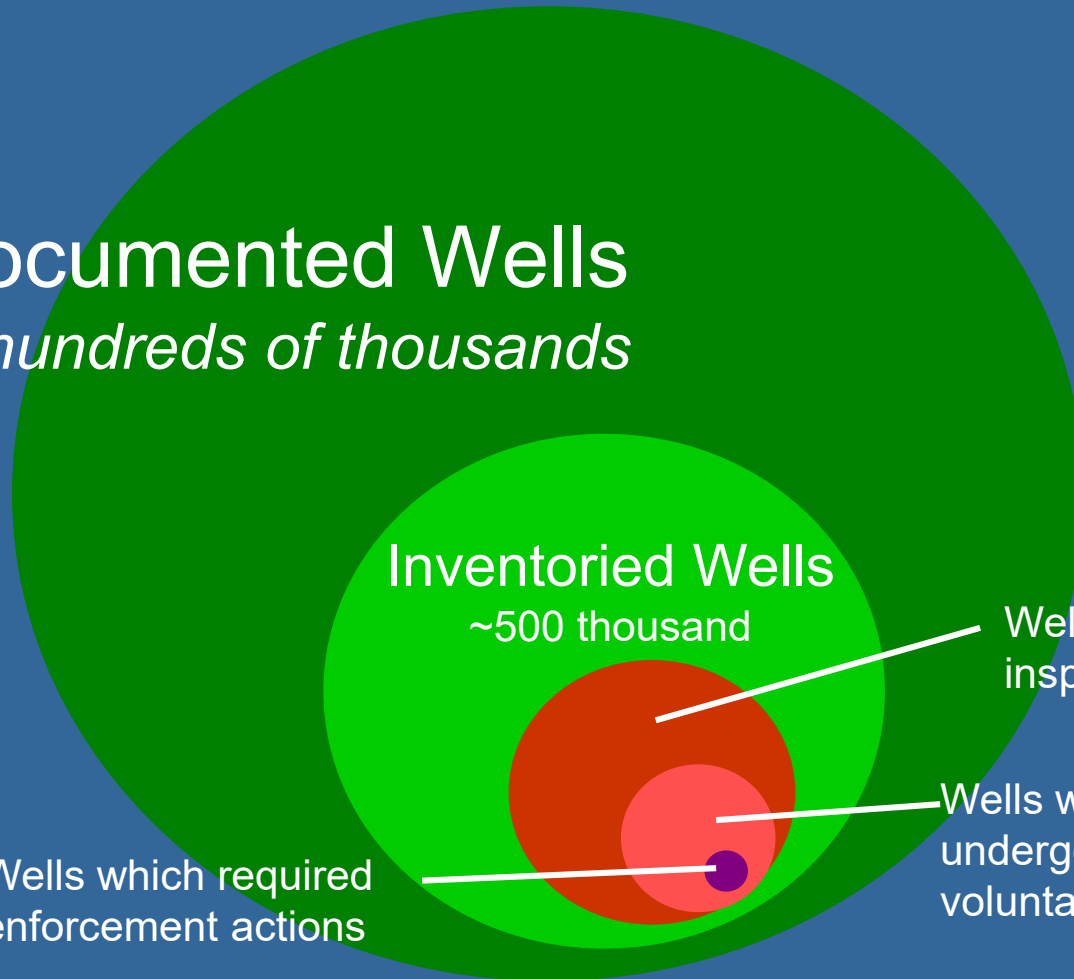 ocumented Wells
hundreds of thousands
Inventoried Wells
~500 thousand
Wel
insp
Wells w
underg
volunta
Wells which required
enforcement actions